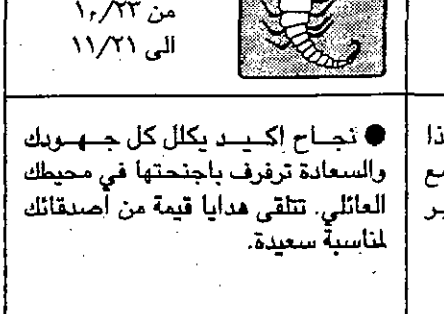 من ١٠/٢٣
الى ١١/٢١
● نجاح اكيد يكلل كل جهودك
والسعادة ترفرف باجنحتها في محيطك
العائلي. تتلقى هدايا قيمة من اصدقائك
لمناسبة سعيدة.